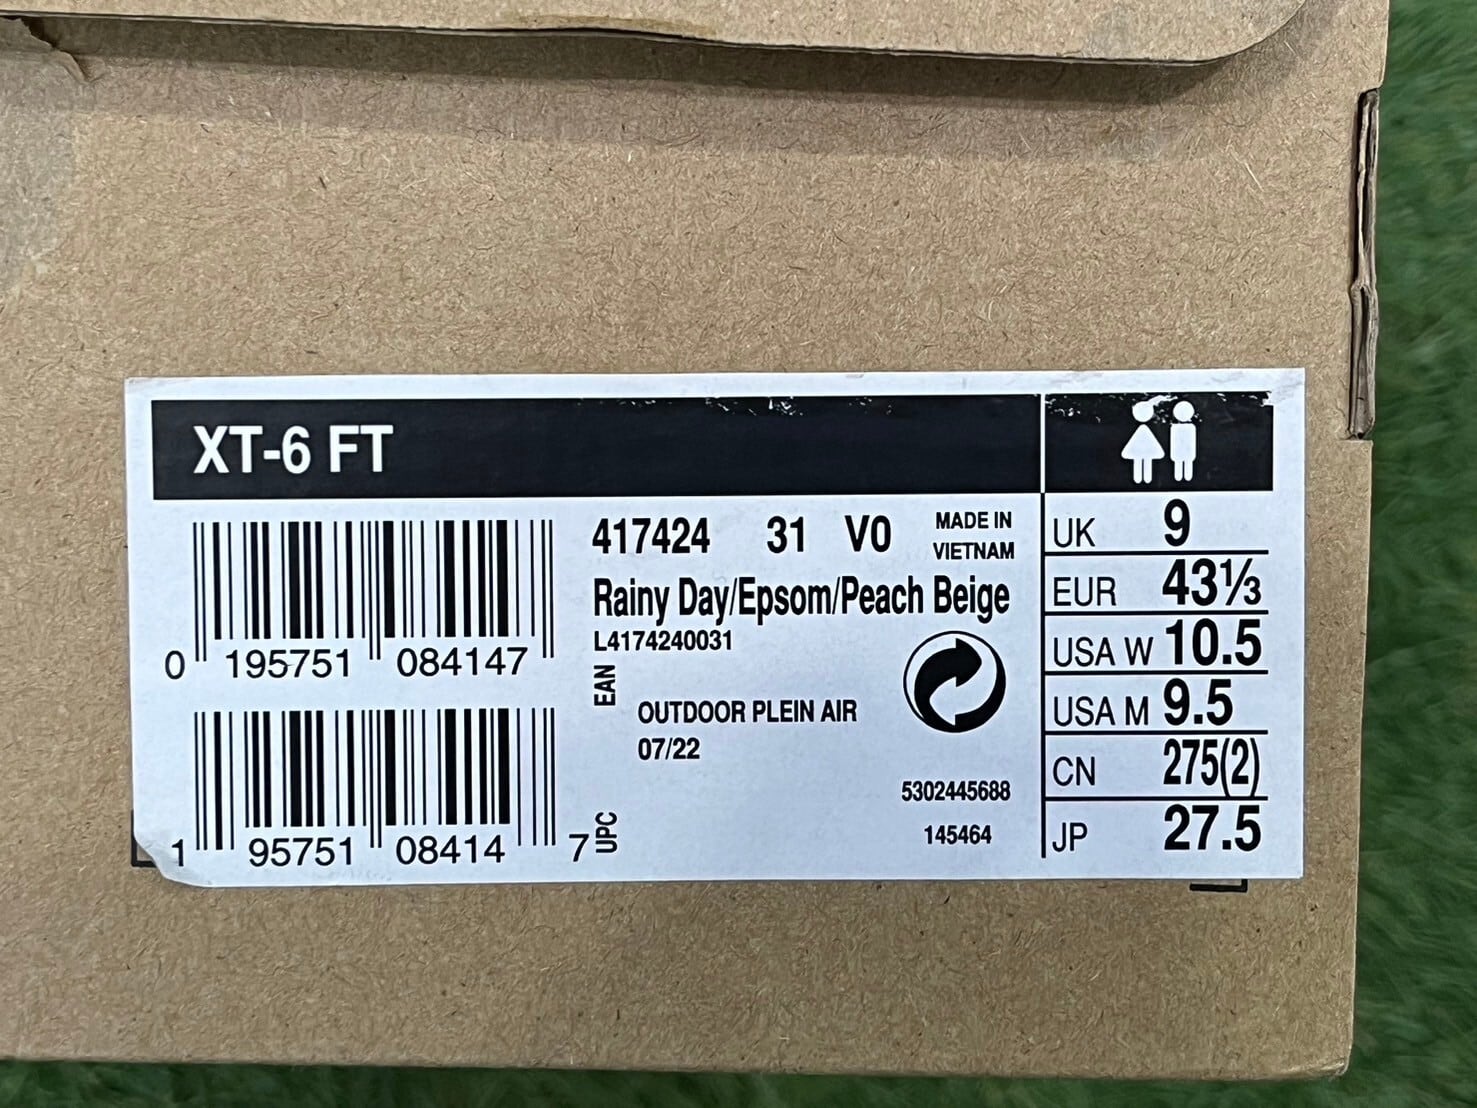 XT-6 FT
417424 31 V0 MADE IN VIETNAM
Rainy Day/Epsom/Peach Beige
L4174240031
0 195751 084147
EAN
OUTDOOR PLEIN AIR
07/22
1 95751 08414 7
UPC
5302445688
145464
UK 9
EUR 43⅓
USA W 10.5
USA M 9.5
CN 275(2)
JP 27.5